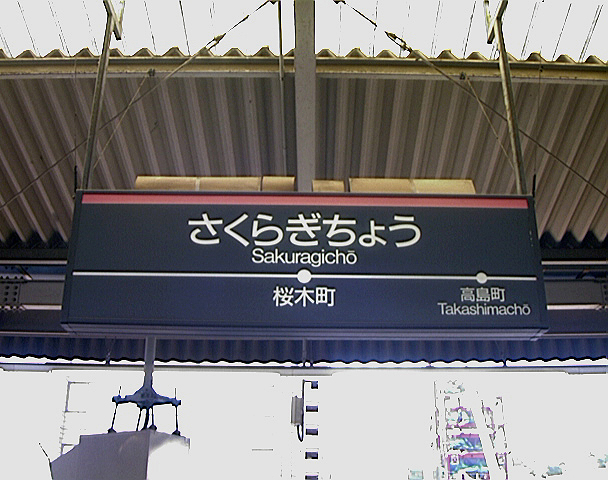 さくらぎちょう
Sakuragichō
桜木町
高島町
Takashimachō